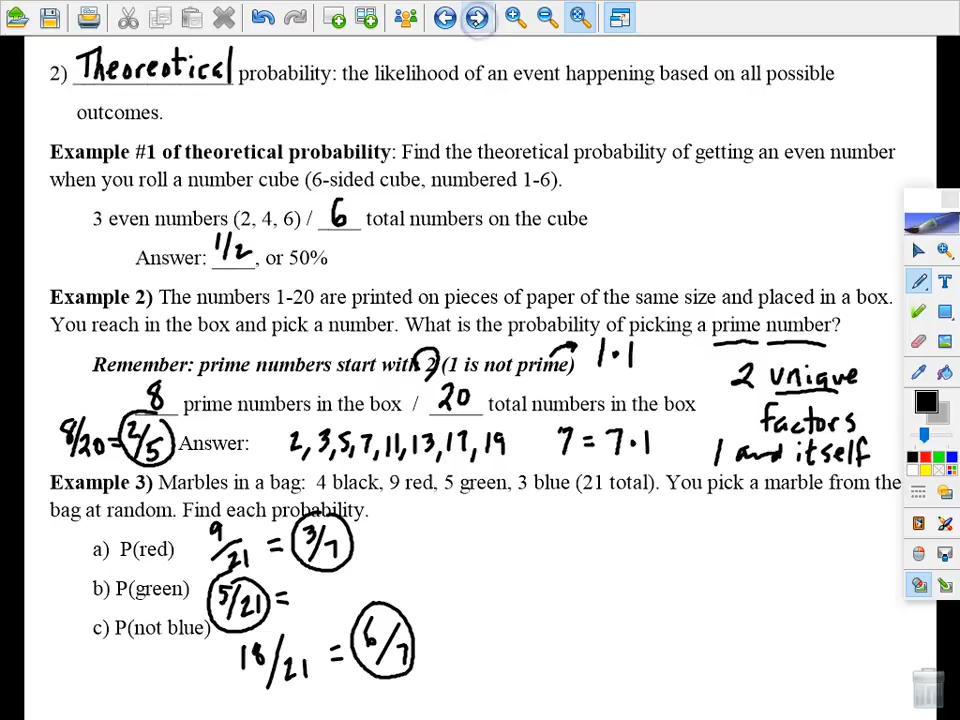 2) Theoretical probability: the likelihood of an event happening based on all possible
outcomes.
Example #1 of theoretical probability: Find the theoretical probability of getting an even number
when you roll a number cube (6-sided cube, numbered 1-6).
3 even numbers (2, 4, 6) / 6 total numbers on the cube
Answer: 1/2, or 50%
Example 2) The numbers 1-20 are printed on pieces of paper of the same size and placed in a box.
You reach in the box and pick a number. What is the probability of picking a prime number?
Remember: prime numbers start with 2 (1 is not prime) 1·1
2 unique
8 prime numbers in the box / 20 total numbers in the box
factors
8/20 = 2/5 Answer: 2, 3, 5, 7, 11, 13, 17, 19 7 = 7·1
1 and itself
Example 3) Marbles in a bag: 4 black, 9 red, 5 green, 3 blue (21 total). You pick a marble from the
bag at random. Find each probability.
a) P(red) 9/21 = 3/7
b) P(green) 5/21 =
c) P(not blue)
18/21 = 6/7